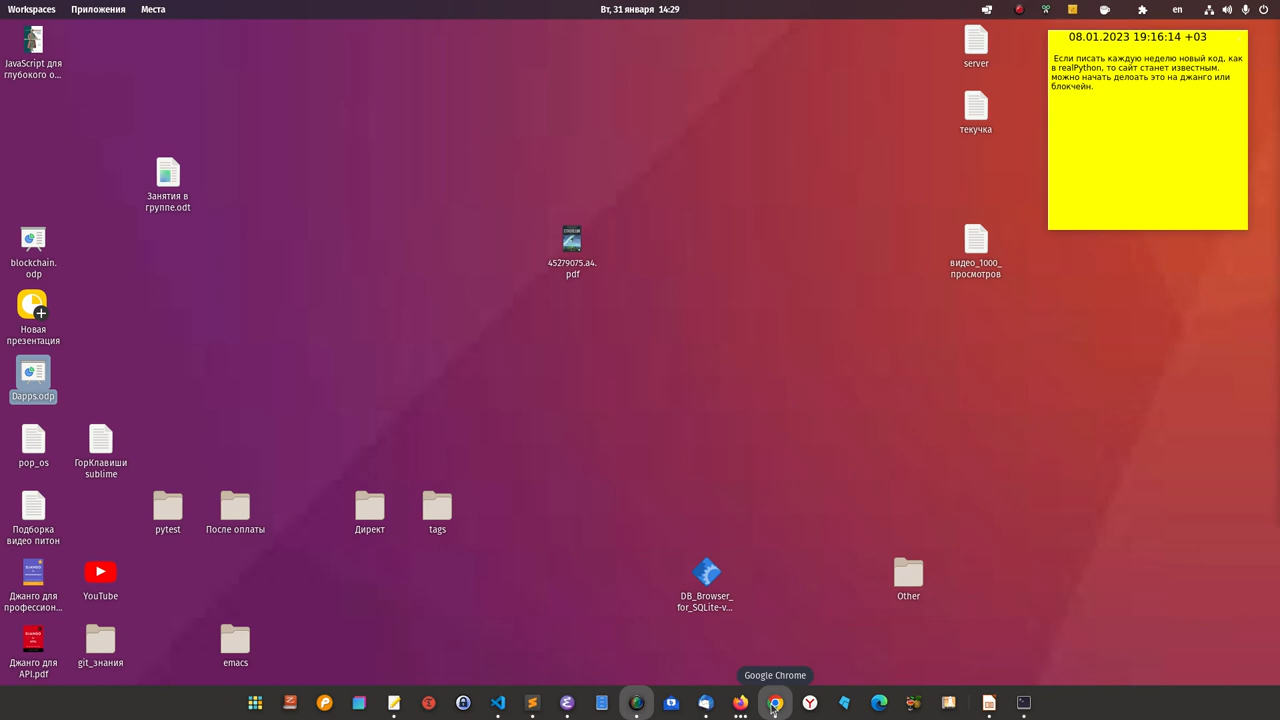 Workspaces
Приложения
Места
Вт, 31 января 14:29
en
JavaScript для
глубокого о...
server
08.01.2023 19:16:14 +03
Если писать каждую неделю новый код, как
в realPython, то сайт станет известным.
можно начать делоать это на джанго или
блокчейн.
текучка
Занятия в
группе.odt
blockchain.
odp
45279075.a4.
pdf
видео_1000_
просмотров
Новая
презентация
Dapps.odp
pop_os
ГорКлавиши
sublime
Подборка
видео питон
pytest
После оплаты
Директ
tags
Джанго для
профессион...
YouTube
DB_Browser_
for_SQLite-v...
Other
Джанго для
API.pdf
git_знания
emacs
Google Chrome